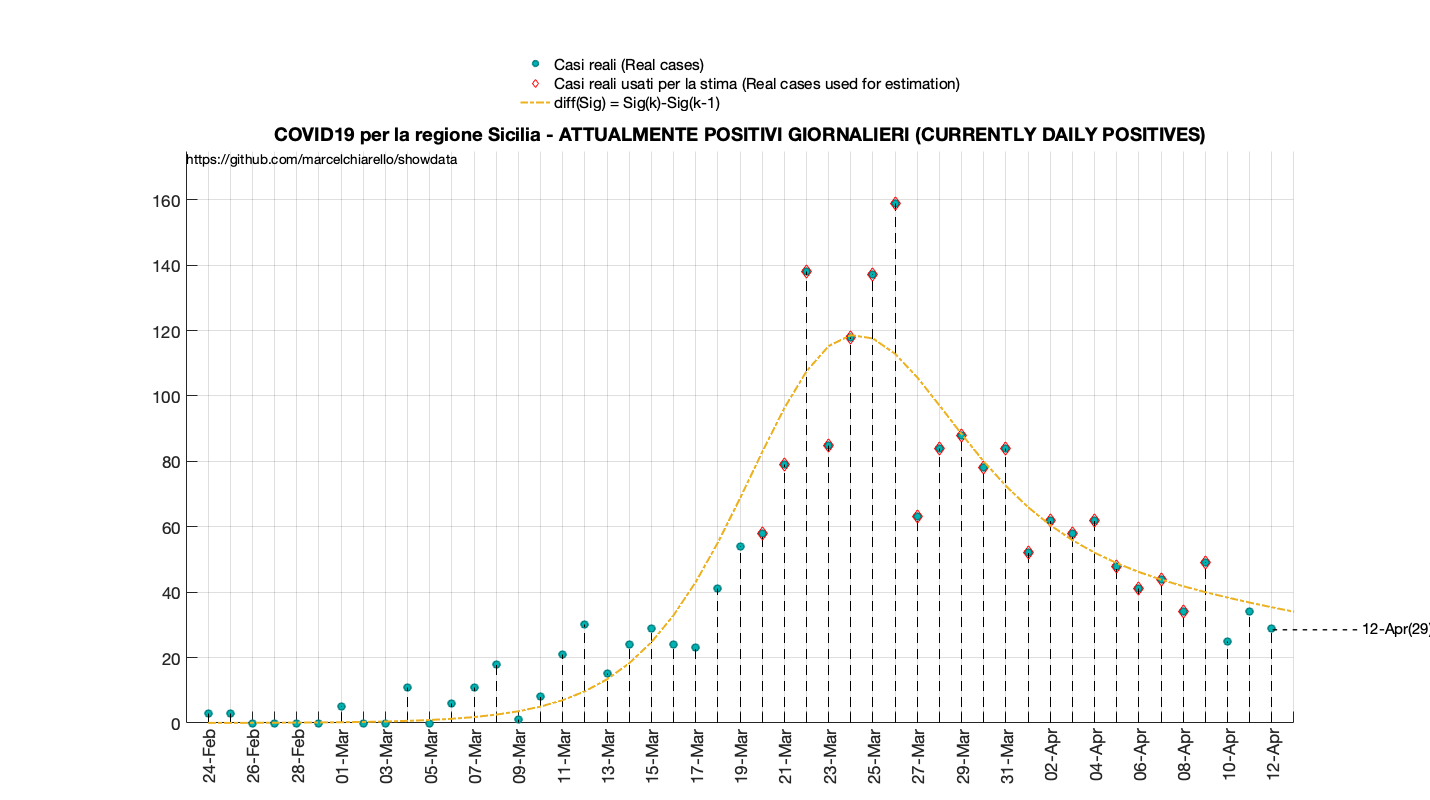 Casi reali (Real cases)
Casi reali usati per la stima (Real cases used for estimation)
diff(Sig) = Sig(k)-Sig(k-1)
COVID19 per la regione Sicilia - ATTUALMENTE POSITIVI GIORNALIERI (CURRENTLY DAILY POSITIVES)
https://github.com/marcelchiarello/showdata
160
140
120
100
80
60
40
20
0
12-Apr(29)
24-Feb
26-Feb
28-Feb
01-Mar
03-Mar
05-Mar
07-Mar
09-Mar
11-Mar
13-Mar
15-Mar
17-Mar
19-Mar
21-Mar
23-Mar
25-Mar
27-Mar
29-Mar
31-Mar
02-Apr
04-Apr
06-Apr
08-Apr
10-Apr
12-Apr